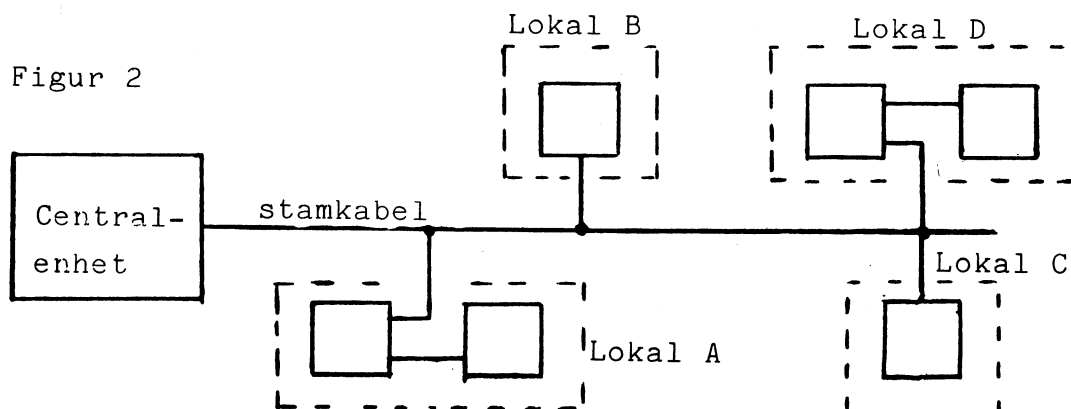 Lokal B
Lokal D
Figur 2
Central-
enhet
stamkabel
Lokal C
Lokal A